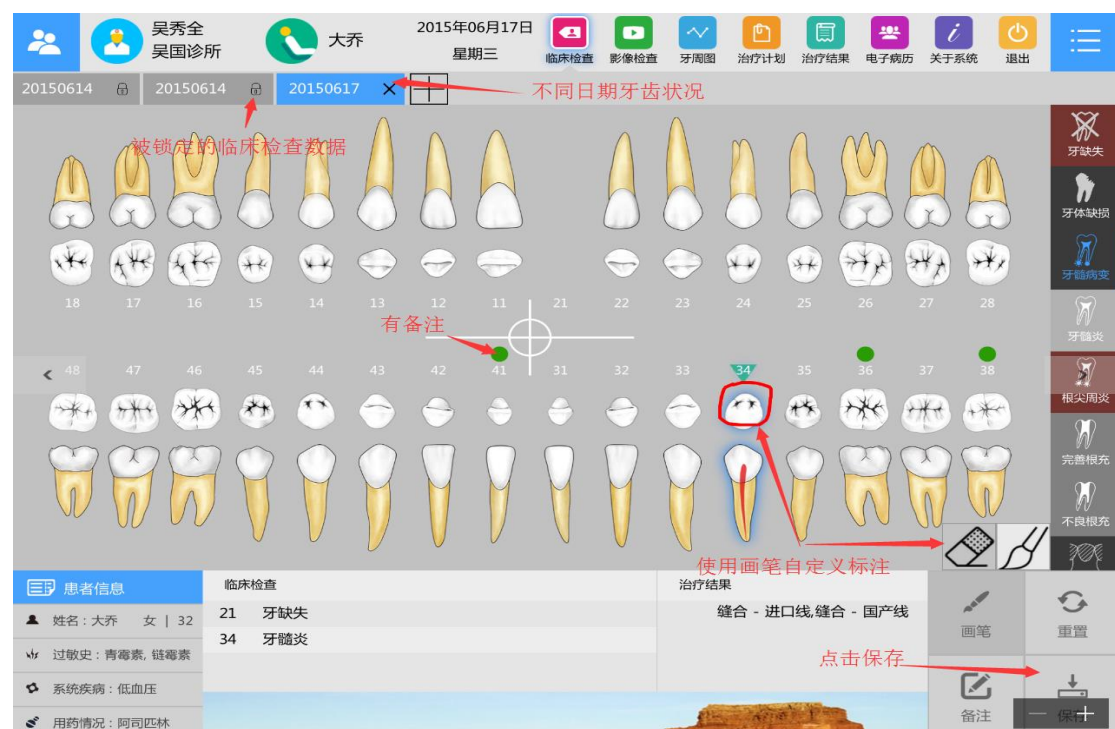 吴秀全
吴国诊所
大乔
2015年06月17日
星期三
临床检查 影像检查 牙周图 治疗计划 治疗结果 电子病历 关于系统 退出
20150614 20150614 20150617
不同日期牙齿状况
被锁定的临床检查数据
牙缺失
牙体缺损
牙髓病变
18 17 16 15 14 13 12 11 21 22 23 24 25 26 27 28
牙髓炎
有备注
48 47 46 45 44 43 42 41 31 32 33 34 35 36 37 38
根尖周炎
完善根充
不良根充
使用画笔自定义标注
患者信息
姓名：大乔 女 | 32
过敏史：青霉素, 链霉素
系统疾病：低血压
用药情况：阿司匹林
临床检查
21 牙缺失
34 牙髓炎
治疗结果
缝合 - 进口线,缝合 - 国产线
点击保存
画笔
重置
备注
保存